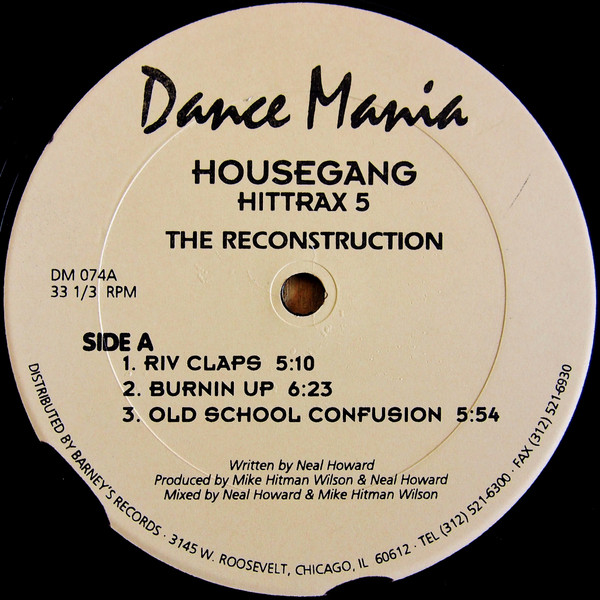 Dance Mania
HOUSEGANG
HITTRAX 5
THE RECONSTRUCTION
DM 074A
33 1/3 RPM
SIDE A
1. RIV CLAPS 5:10
2. BURNIN UP 6:23
3. OLD SCHOOL CONFUSION 5:54
Written by Neal Howard
Produced by Mike Hitman Wilson & Neal Howard
Mixed by Neal Howard & Mike Hitman Wilson
DISTRIBUTED BY BARNEY'S RECORDS · 3145 W. ROOSEVELT, CHICAGO, IL 60612 · TEL (312) 521-6300 · FAX (312) 521-6930